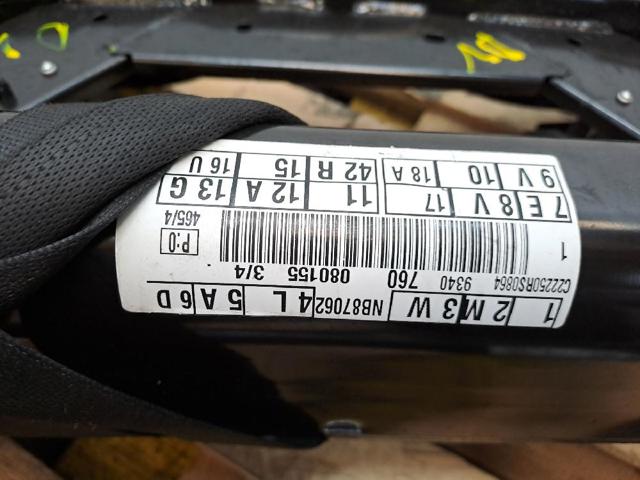 1 2 M 3 W NB87062 4 L 5 A 6 D
C22250RS0864 9340 760 080155 3/4
1 P:0
465/4
7 E 8 V 17 11 12 A 13 G
9 V 10 18 A 42 R 15 16 U